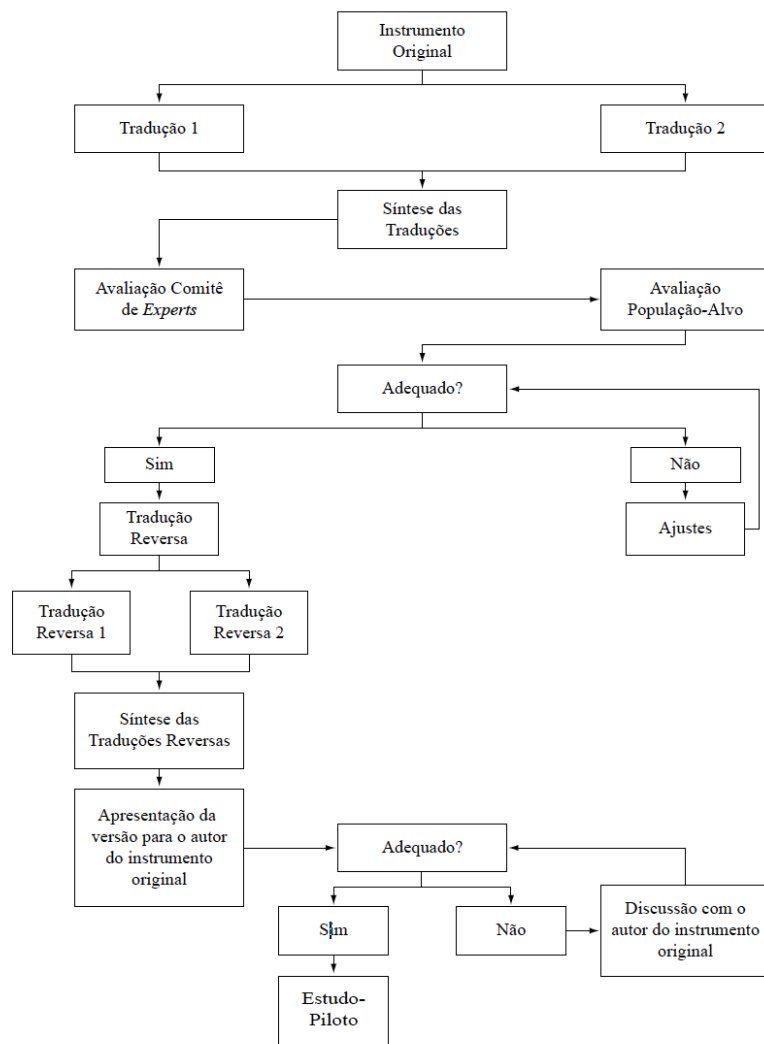 Instrumento
Original
Tradução 1
Tradução 2
Síntese das
Traduções
Avaliação Comitê
de Experts
Avaliação
População-Alvo
Adequado?
Sim
Não
Tradução
Reversa
Ajustes
Tradução
Reversa 1
Tradução
Reversa 2
Síntese das
Traduções Reversas
Apresentação da
versão para o autor
do instrumento
original
Adequado?
Sim
Não
Discussão com o
autor do instrumento
original
Estudo-
Piloto